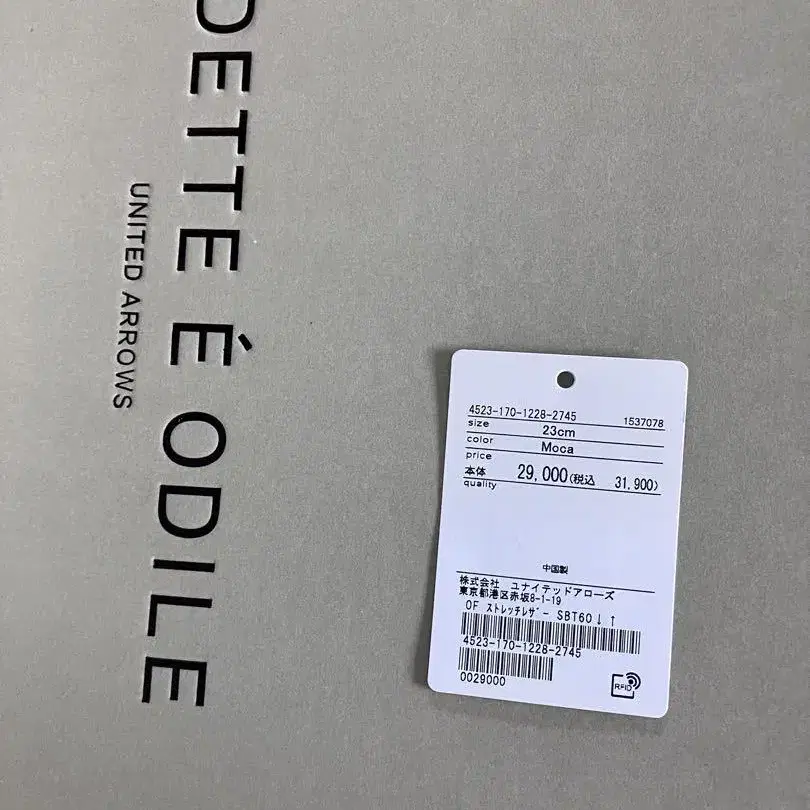 DETTE É ODILE
UNITED ARROWS
4523-170-1228-2745 1537078
size 23cm
color Moca
price
本体 29,000(税込 31,900)
quality
中国製
株式会社 ユナイテッドアローズ
東京都港区赤坂8-1-19
OF ストレッチレザー SBT60↓ ↑
4523-170-1228-2745
0029000
RFID